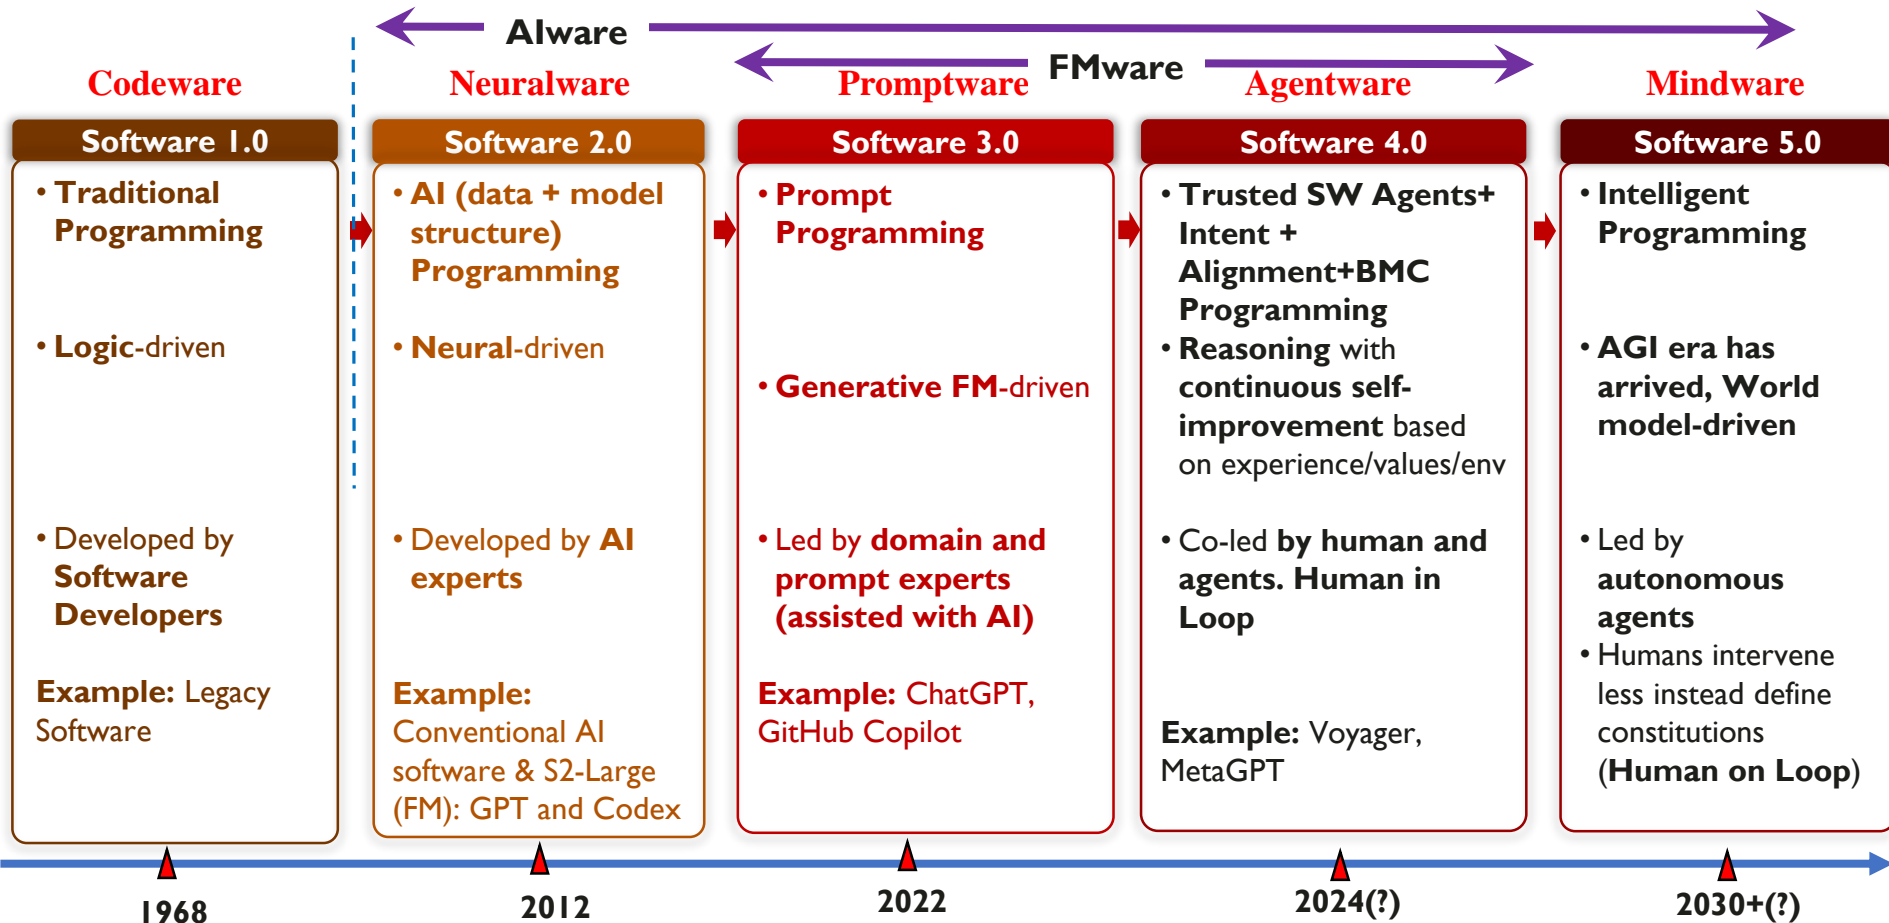 AIware
FMware
Codeware
Neuralware
Promptware
Agentware
Mindware
Software 1.0
• Traditional
Programming
• Logic-driven
• Developed by
Software
Developers
Example: Legacy
Software
Software 2.0
• AI (data + model
structure)
Programming
• Neural-driven
• Developed by AI
experts
Example:
Conventional AI
software & S2-Large
(FM): GPT and Codex
Software 3.0
• Prompt
Programming
• Generative FM-driven
• Led by domain and
prompt experts
(assisted with AI)
Example: ChatGPT,
GitHub Copilot
Software 4.0
• Trusted SW Agents+
Intent +
Alignment+BMC
Programming
• Reasoning with
continuous self-
improvement based
on experience/values/env
• Co-led by human and
agents. Human in
Loop
Example: Voyager,
MetaGPT
Software 5.0
• Intelligent
Programming
• AGI era has
arrived, World
model-driven
• Led by
autonomous
agents
• Humans intervene
less instead define
constitutions
(Human on Loop)
1968
2012
2022
2024(?)
2030+(?)